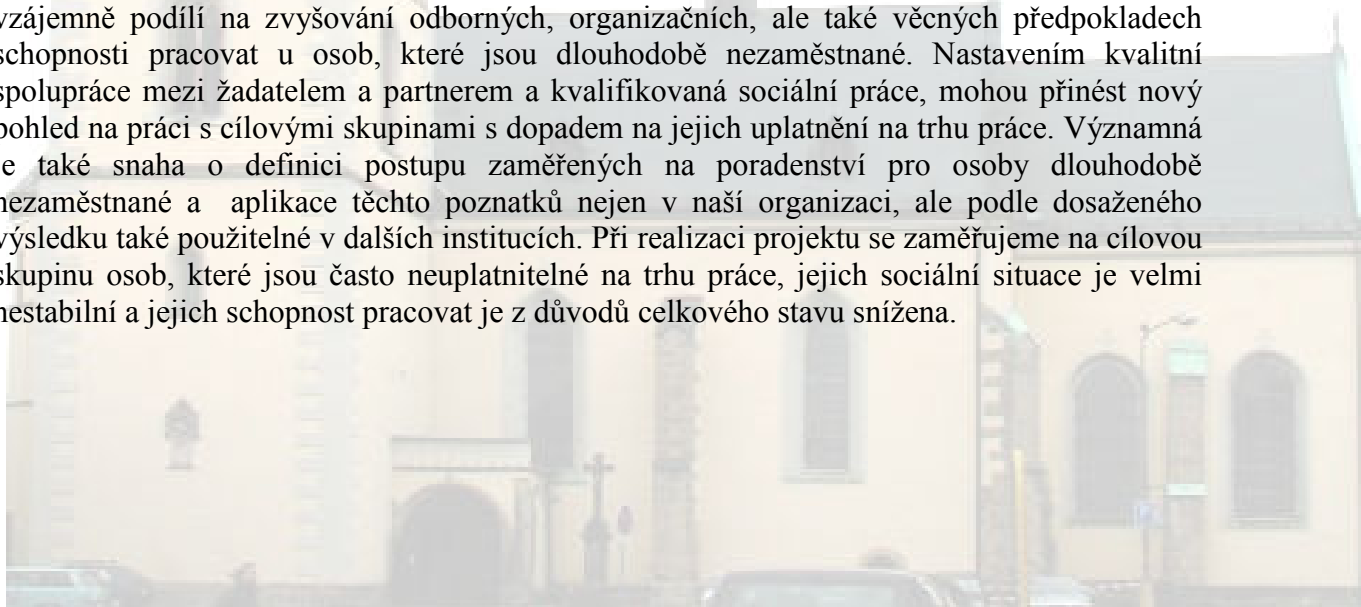 vzájemně podílí na zvyšování odborných, organizačních, ale také věcných předpokladech
schopnosti pracovat u osob, které jsou dlouhodobě nezaměstnané. Nastavením kvalitní
spolupráce mezi žadatelem a partnerem a kvalifikovaná sociální práce, mohou přinést nový
pohled na práci s cílovými skupinami s dopadem na jejich uplatnění na trhu práce. Významná
je také snaha o definici postupu zaměřených na poradenství pro osoby dlouhodobě
nezaměstnané a aplikace těchto poznatků nejen v naší organizaci, ale podle dosaženého
výsledku také použitelné v dalších institucích. Při realizaci projektu se zaměřujeme na cílovou
skupinu osob, které jsou často neuplatnitelné na trhu práce, jejich sociální situace je velmi
nestabilní a jejich schopnost pracovat je z důvodů celkového stavu snížena.